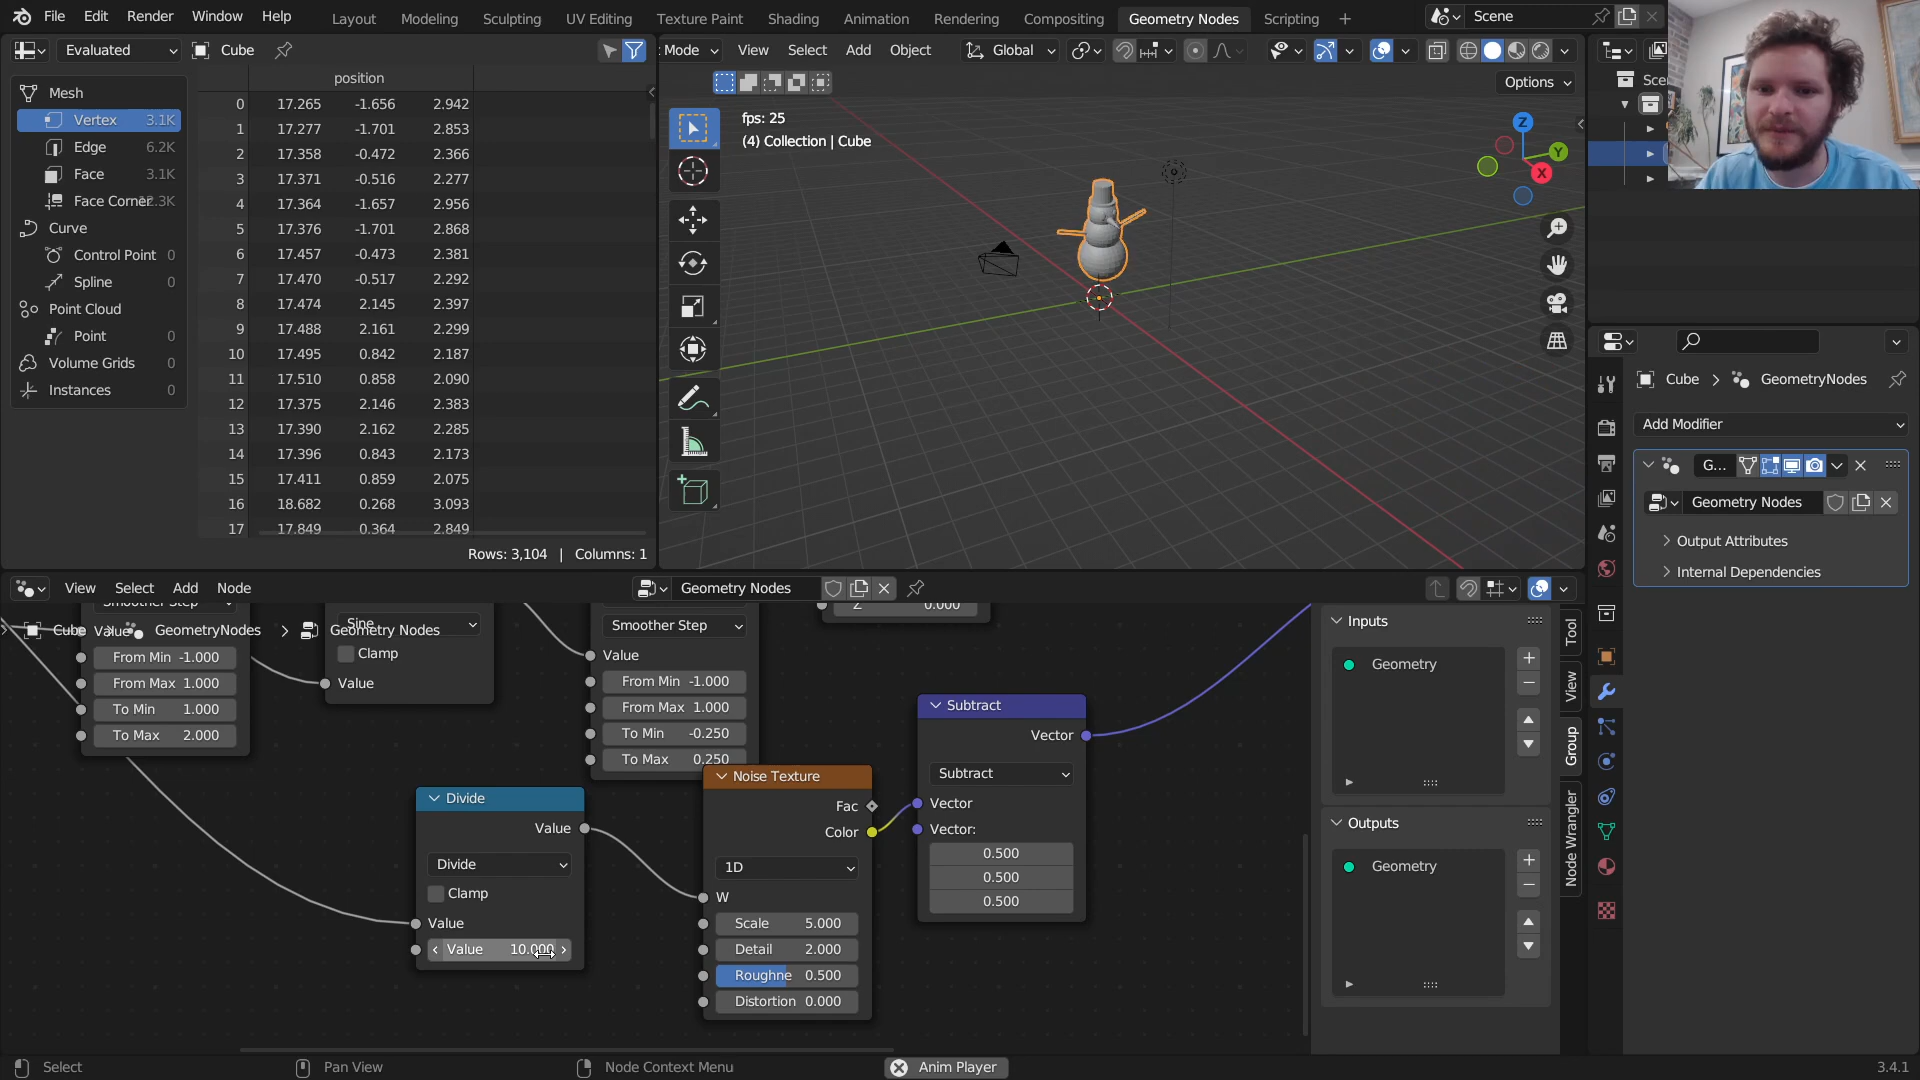 File Edit Render Window Help
Layout Modeling Sculpting UV Editing Texture Paint Shading Animation Rendering Compositing Geometry Nodes Scripting +
Scene
Evaluated Cube
Mode View Select Add Object Global
Options
position
Mesh
Vertex 3.1K
Edge 6.2K
Face 3.1K
Face Corner
Curve
Control Point 0
Spline 0
Point Cloud
Point 0
Volume Grids 0
Instances 0
0 17.265 -1.656 2.942
1 17.277 -1.701 2.853
2 17.358 -0.472 2.366
3 17.371 -0.516 2.277
4 17.364 -1.657 2.956
5 17.376 -1.701 2.868
6 17.457 -0.473 2.381
7 17.470 -0.517 2.292
8 17.474 2.145 2.397
9 17.488 2.161 2.299
10 17.495 0.842 2.187
11 17.510 0.858 2.090
12 17.375 2.146 2.383
13 17.390 2.162 2.285
14 17.396 0.843 2.173
15 17.411 0.859 2.075
16 18.682 0.268 3.093
17 17.849 0.364 2.849
Rows: 3,104 | Columns: 1
fps: 25
(4) Collection | Cube
Z
Y
X
Sce
Cube > GeometryNodes
Add Modifier
G...
Geometry Nodes
Output Attributes
Internal Dependencies
View Select Add Node
Geometry Nodes
Cube > GeometryNodes > Geometry Nodes
Smoother Step
Value
From Min -1.000
From Max 1.000
To Min 1.000
To Max 2.000
Sine
Clamp
Value
Smoother Step
Value
From Min -1.000
From Max 1.000
To Min -0.250
To Max 0.250
Z 0.000
Divide
Value
Divide
Clamp
Value
Value 10.000
Noise Texture
Fac
Color
1D
W
Scale 5.000
Detail 2.000
Roughne 0.500
Distortion 0.000
Subtract
Vector
Subtract
Vector
Vector:
0.500
0.500
0.500
Inputs
Geometry
Outputs
Geometry
Tool
View
Group
Node Wrangler
Select
Pan View
Node Context Menu
Anim Player
3.4.1